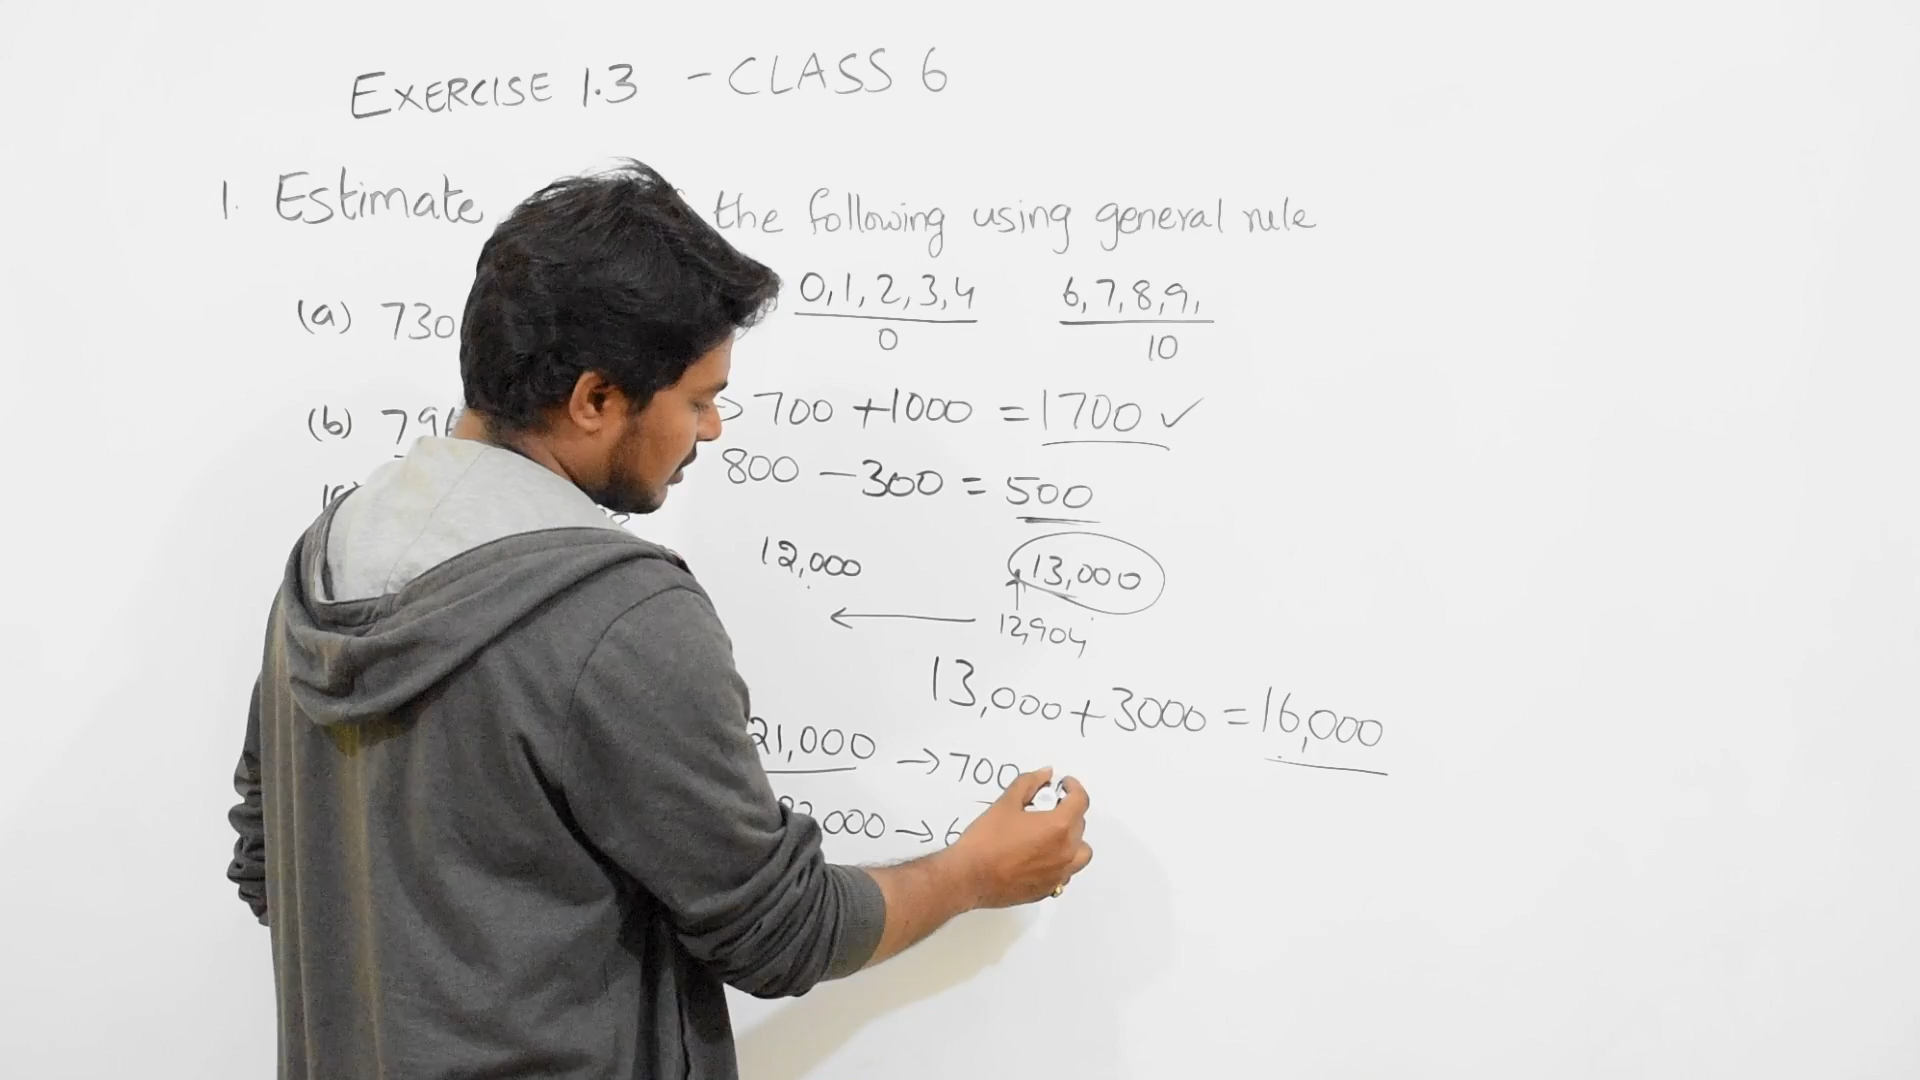 EXERCISE 1.3 - CLASS 6
1. Estimate the following using general rule
(a) 730 0,1,2,3,4 6,7,8,9,
0 10
(b) 796 → 700 + 1000 = 1700 ✓
800 - 300 = 500
12,000 13,000
← 12,904
13,000 + 3000 = 16,000
21,000 → 700
000 → 6